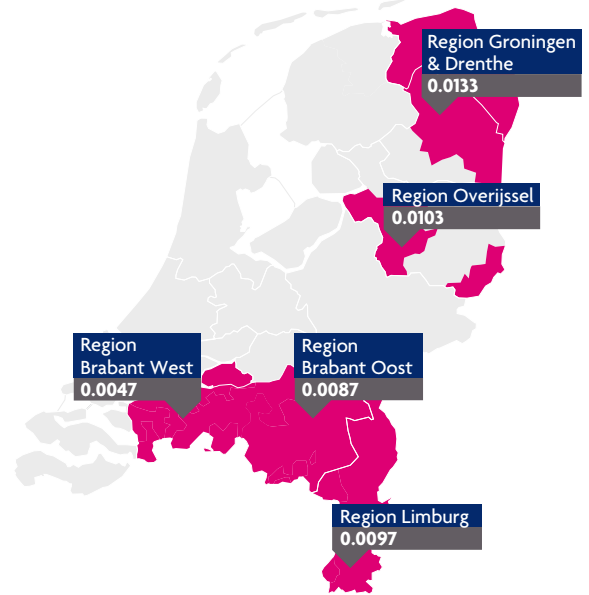 Region Groningen
& Drenthe
0.0133
Region Overijssel
0.0103
Region
Brabant West
0.0047
Region
Brabant Oost
0.0087
Region Limburg
0.0097